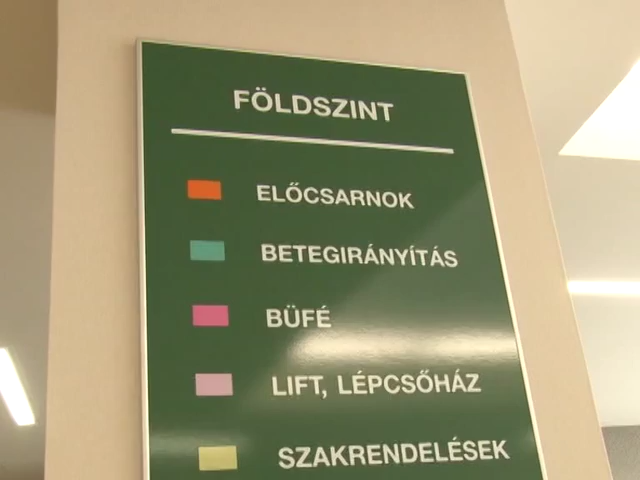 FÖLDSZINT
ELŐCSARNOK
BETEGIRÁNYÍTÁS
BÜFÉ
LIFT, LÉPCSŐHÁZ
SZAKRENDELÉSEK